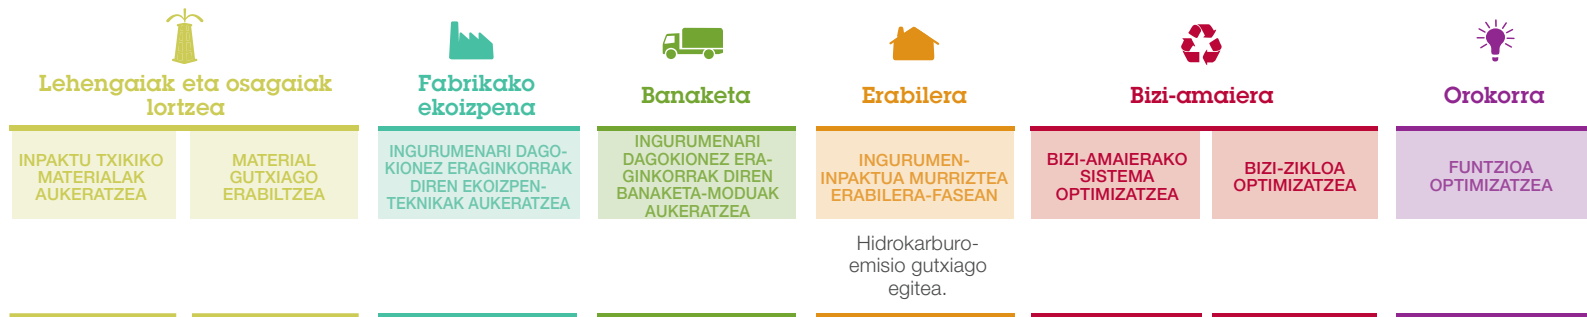 Lehengaiak eta osagaiak
lortzea
Fabrikako
ekoizpena
Banaketa
Erabilera
Bizi-amaiera
Orokorra
INPAKTU TXIKIKO
MATERIALAK
AUKERATZEA
MATERIAL
GUTXIAGO
ERABILTZEA
INGURUMENARI DAGO-
KIONEZ ERAGINKORRAK
DIREN EKOIZPEN-
TEKNIKAK AUKERATZEA
INGURUMENARI
DAGOKIONEZ ERA-
GINKORRAK DIREN
BANAKETA-MODUAK
AUKERATZEA
INGURUMEN-
INPAKTUA MURRIZTEA
ERABILERA-FASEAN
BIZI-AMAIERAKO
SISTEMA
OPTIMIZATZEA
BIZI-ZIKLOA
OPTIMIZATZEA
FUNTZIOA
OPTIMIZATZEA
Hidrokarburo-
emisio gutxiago
egitea.